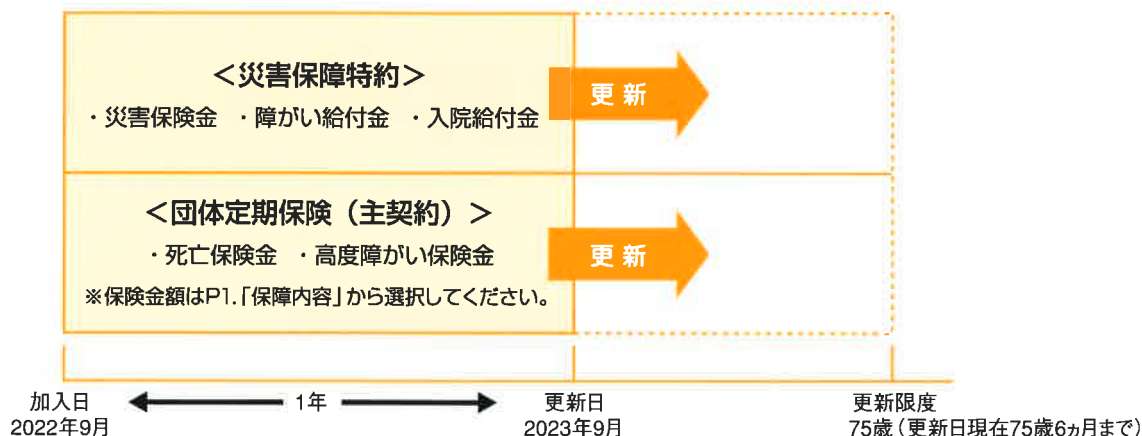 ＜災害保障特約＞
・災害保険金 ・障がい給付金 ・入院給付金
更新
＜団体定期保険（主契約）＞
・死亡保険金 ・高度障がい保険金
※保険金額はP1.「保障内容」から選択してください。
更新
加入日
2022年9月
1年
更新日
2023年9月
更新限度
75歳（更新日現在75歳6ヵ月まで）